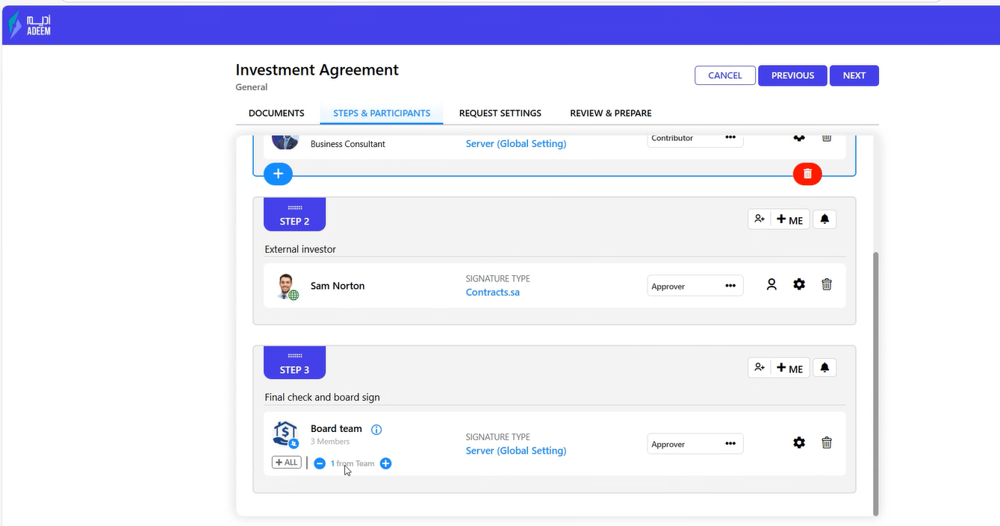 أديم
ADEEM
Investment Agreement
General
CANCEL
PREVIOUS
NEXT
DOCUMENTS
STEPS & PARTICIPANTS
REQUEST SETTINGS
REVIEW & PREPARE
Business Consultant
Server (Global Setting)
Contributor
STEP 2
ME
External investor
Sam Norton
SIGNATURE TYPE
Contracts.sa
Approver
STEP 3
ME
Final check and board sign
Board team
3 Members
SIGNATURE TYPE
Server (Global Setting)
Approver
+ ALL
1 from Team